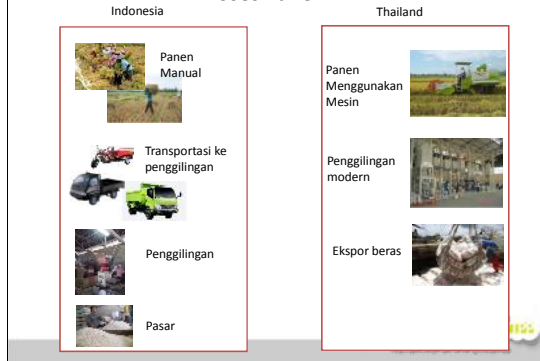 Indonesia
Thailand
Panen
Manual
Transportasi ke
penggilingan
Penggilingan
Pasar
Panen
Menggunakan
Mesin
Penggilingan
modern
Ekspor beras